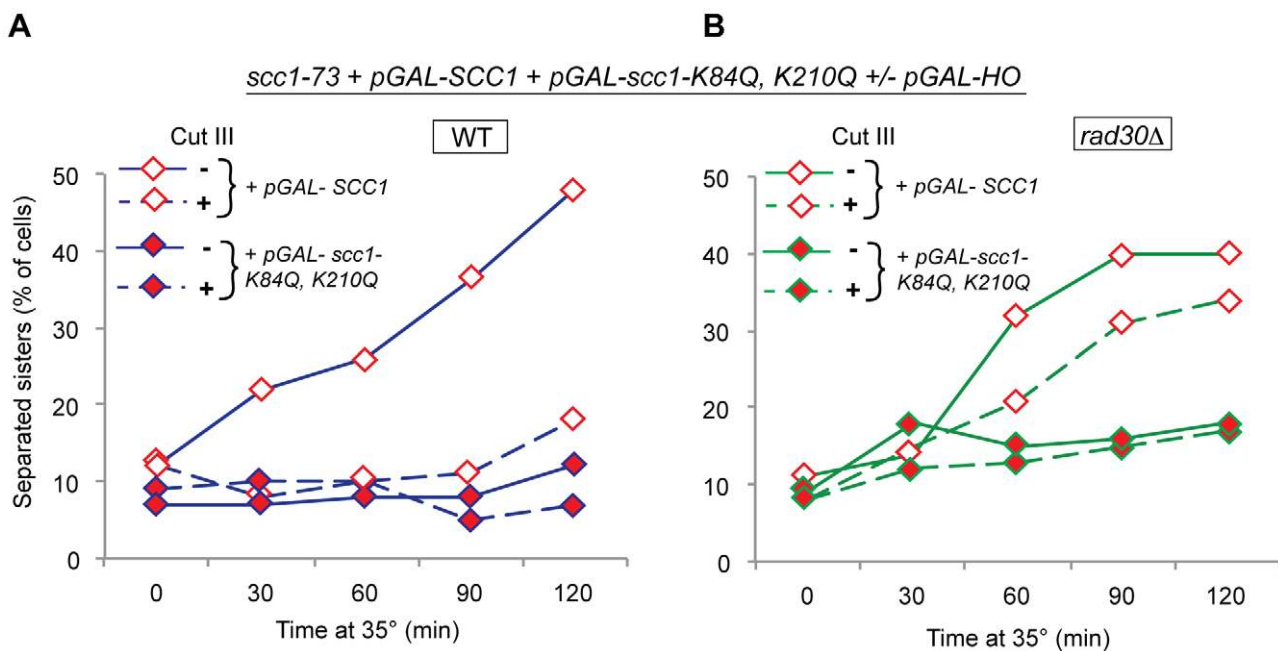 A
B
scc1-73 + pGAL-SCC1 + pGAL-scc1-K84Q, K210Q +/- pGAL-HO
Cut III
WT
-
+
+ pGAL- SCC1
-
+
+ pGAL- scc1-
K84Q, K210Q
50
40
30
20
10
0
Separated sisters (% of cells)
0
30
60
90
120
Time at 35° (min)
Cut III
rad30Δ
-
+
+ pGAL- SCC1
-
+
+ pGAL-scc1-
K84Q, K210Q
50
40
30
20
10
0
0
30
60
90
120
Time at 35° (min)